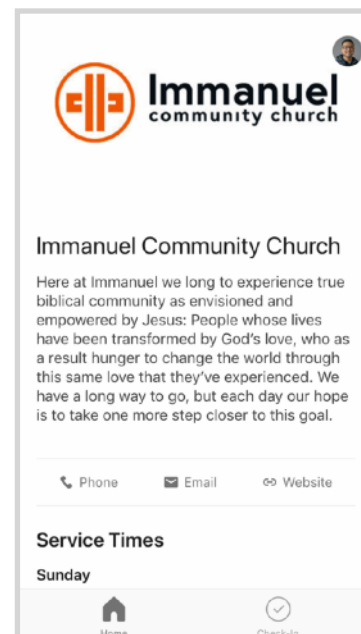 Immanuel
community church
Immanuel Community Church
Here at Immanuel we long to experience true
biblical community as envisioned and
empowered by Jesus: People whose lives
have been transformed by God's love, who as
a result hunger to change the world through
this same love that they've experienced. We
have a long way to go, but each day our hope
is to take one more step closer to this goal.
Phone Email Website
Service Times
Sunday
Home Check-In